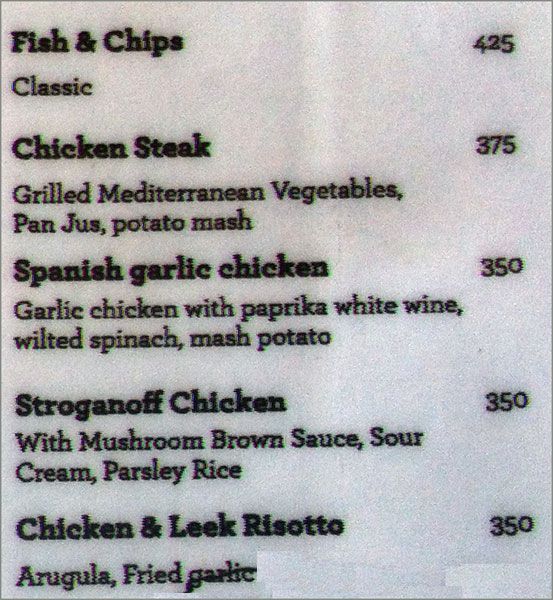 Fish & Chips 425
Classic
Chicken Steak 375
Grilled Mediterranean Vegetables,
Pan Jus, potato mash
Spanish garlic chicken 350
Garlic chicken with paprika white wine,
wilted spinach, mash potato
Stroganoff Chicken 350
With Mushroom Brown Sauce, Sour
Cream, Parsley Rice
Chicken & Leek Risotto 350
Arugula, Fried garlic